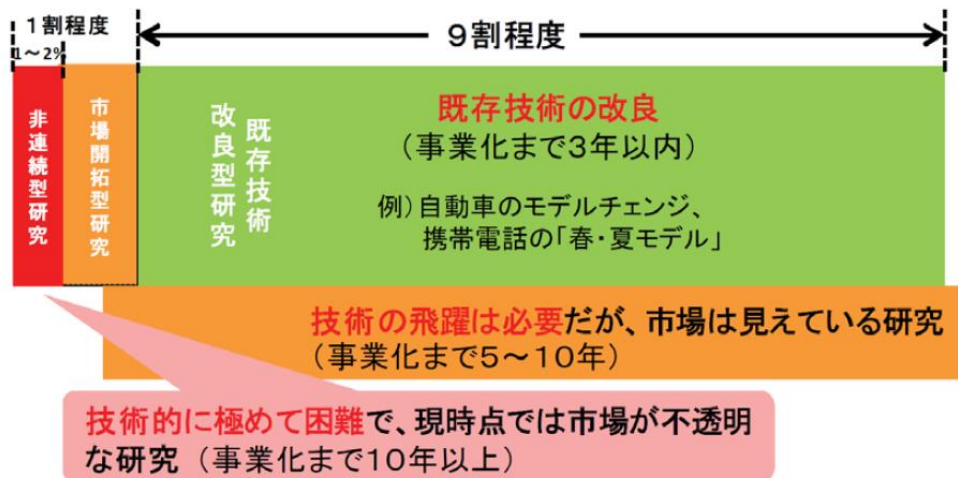 1割程度
9割程度
1～2%
非連続型研究
市場開拓型研究
既存技術
改良型研究
既存技術の改良
（事業化まで3年以内）
例）自動車のモデルチェンジ、
携帯電話の「春・夏モデル」
技術の飛躍は必要だが、市場は見えている研究
（事業化まで5～10年）
技術的に極めて困難で、現時点では市場が不透明
な研究（事業化まで10年以上）